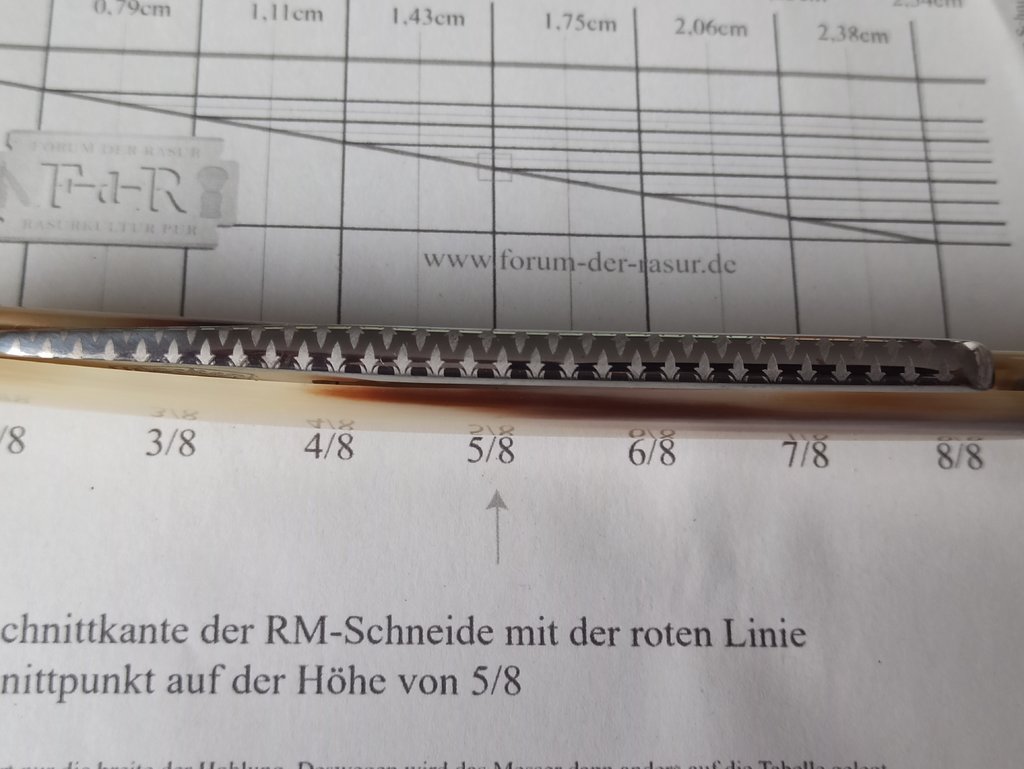 0,79cm 1,11cm 1,43cm 1,75cm 2,06cm 2,38cm
FORUM DER RASUR
F-d-R
RASURKULTUR PUR
www.forum-der-rasur.de
/8 3/8 4/8 5/8 6/8 7/8 8/8
chnittkante der RM-Schneide mit der roten Linie
nittpunkt auf der Höhe von 5/8